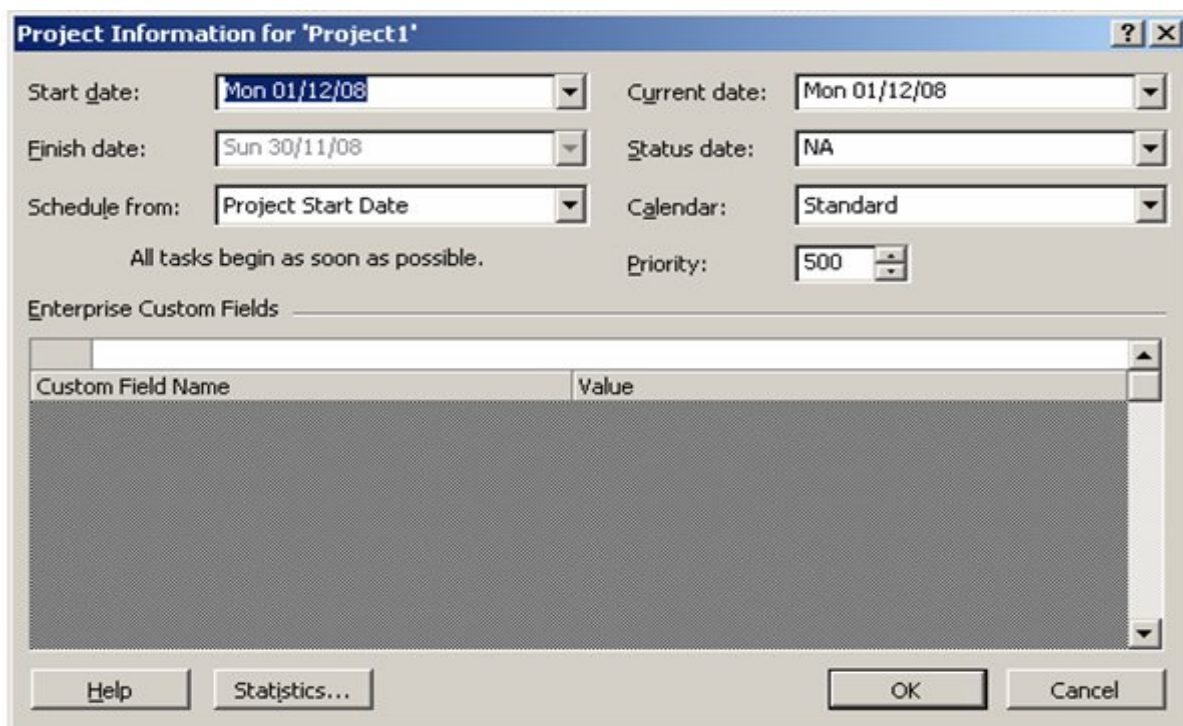 Project Information for 'Project1'
Start date: Mon 01/12/08 Current date: Mon 01/12/08
Finish date: Sun 30/11/08 Status date: NA
Schedule from: Project Start Date Calendar: Standard
All tasks begin as soon as possible. Priority: 500
Enterprise Custom Fields
Custom Field Name Value
Help Statistics... OK Cancel